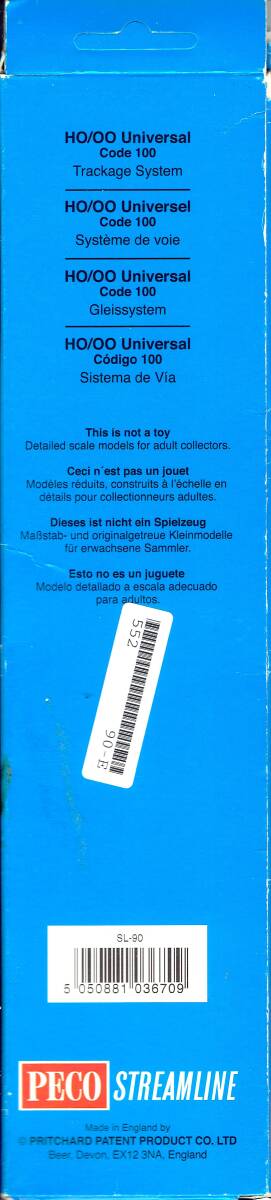 HO/OO Universal
Code 100
Trackage System
HO/OO Universel
Code 100
Système de voie
HO/OO Universal
Code 100
Gleissystem
HO/OO Universal
Código 100
Sistema de Vía
This is not a toy
Detailed scale models for adult collectors.
Ceci n´est pas un jouet
Modèles réduits, construits à l'échelle en
détails pour collectionneurs adultes.
Dieses ist nicht ein Spielzeug
Maßstab- und originalgetreue Kleinmodelle
für erwachsene Sammler.
Esto no es un juguete
Modelo detallado a escala adecuado
para adultos.
552 90-E
SL-90
5 050881 036709
PECO STREAMLINE
Made in England by
© PRITCHARD PATENT PRODUCT CO. LTD
Beer, Devon, EX12 3NA, England